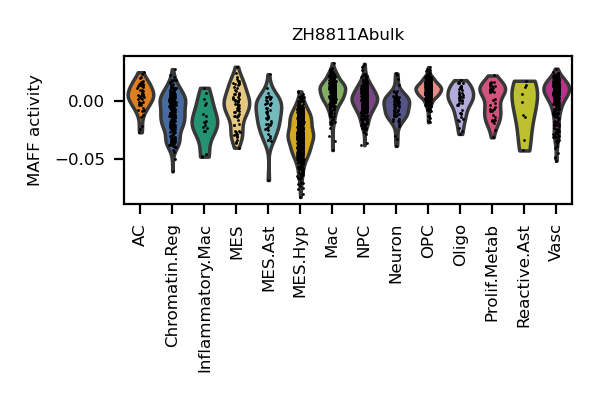 ZH8811Abulk
MAFF activity
0.00
−0.05
AC
Chromatin.Reg
Inflammatory.Mac
MES
MES.Ast
MES.Hyp
Mac
NPC
Neuron
OPC
Oligo
Prolif.Metab
Reactive.Ast
Vasc